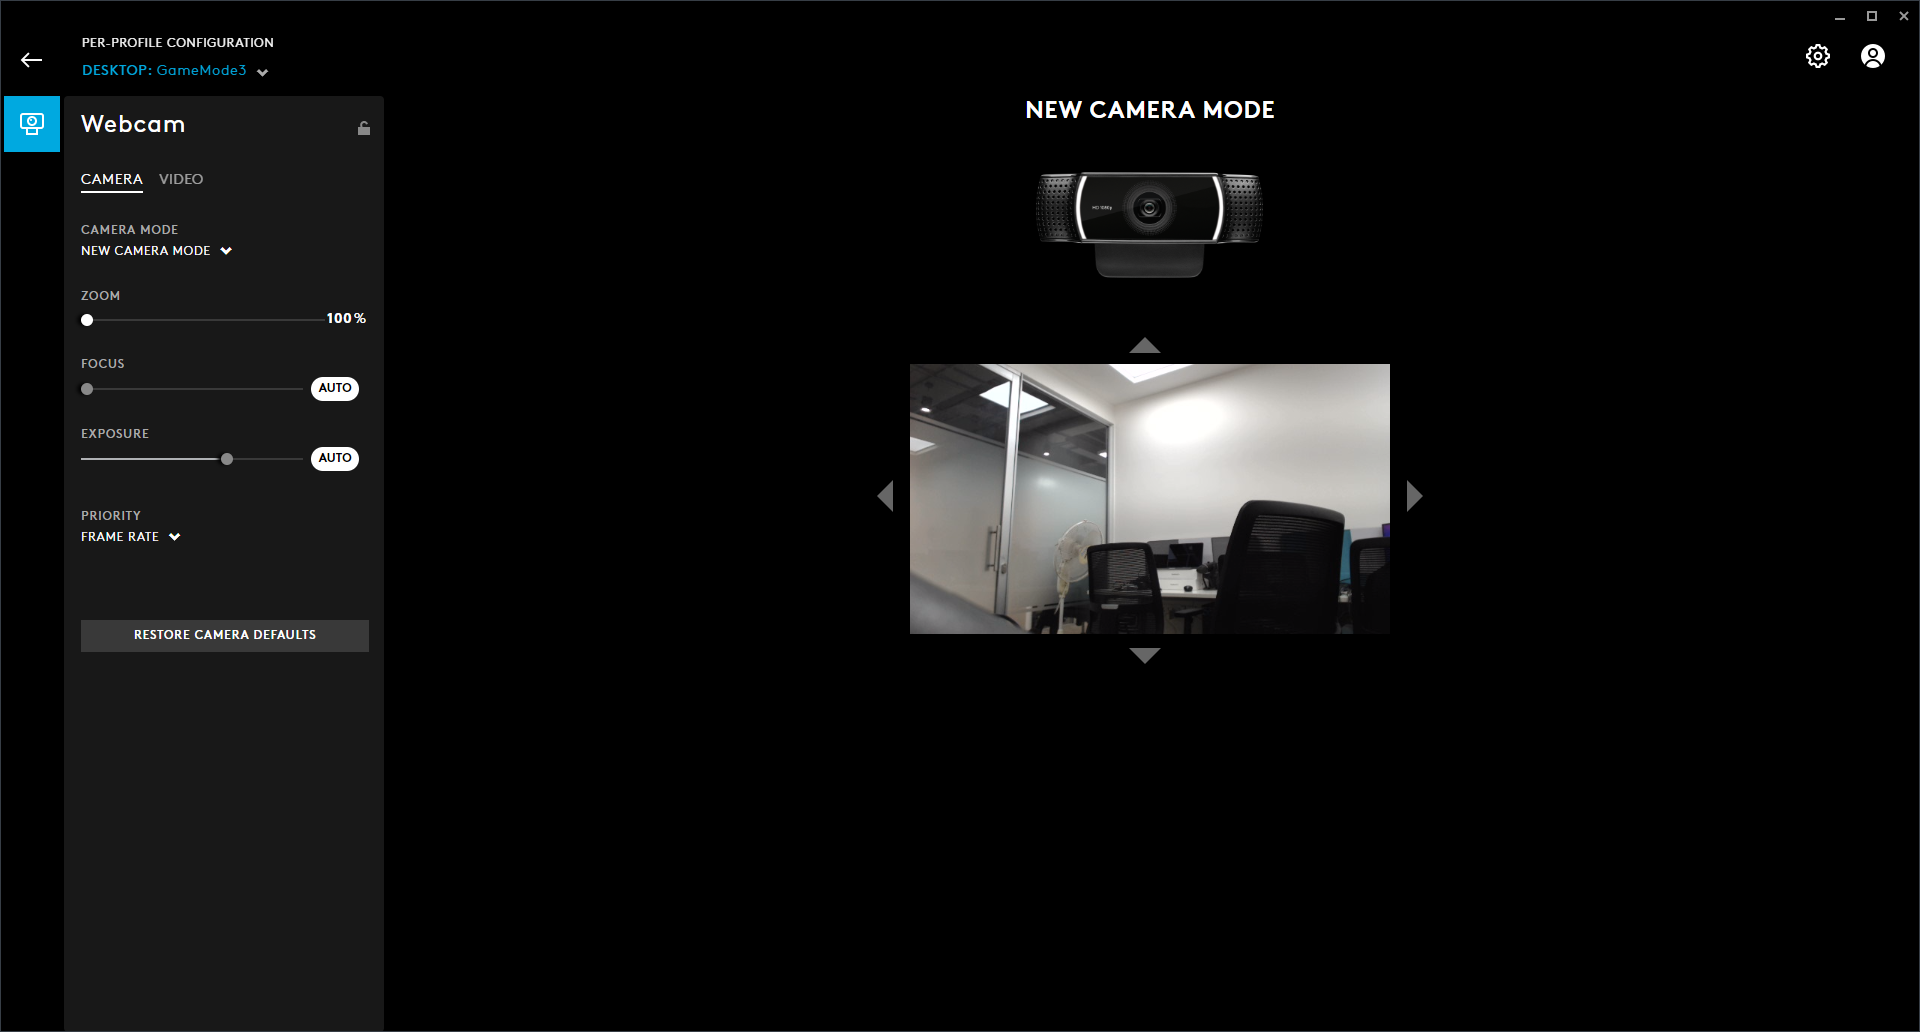 PER-PROFILE CONFIGURATION
DESKTOP: GameMode3
Webcam
CAMERA VIDEO
CAMERA MODE
NEW CAMERA MODE
ZOOM
100%
FOCUS
AUTO
EXPOSURE
AUTO
PRIORITY
FRAME RATE
RESTORE CAMERA DEFAULTS
NEW CAMERA MODE
HD 1080p